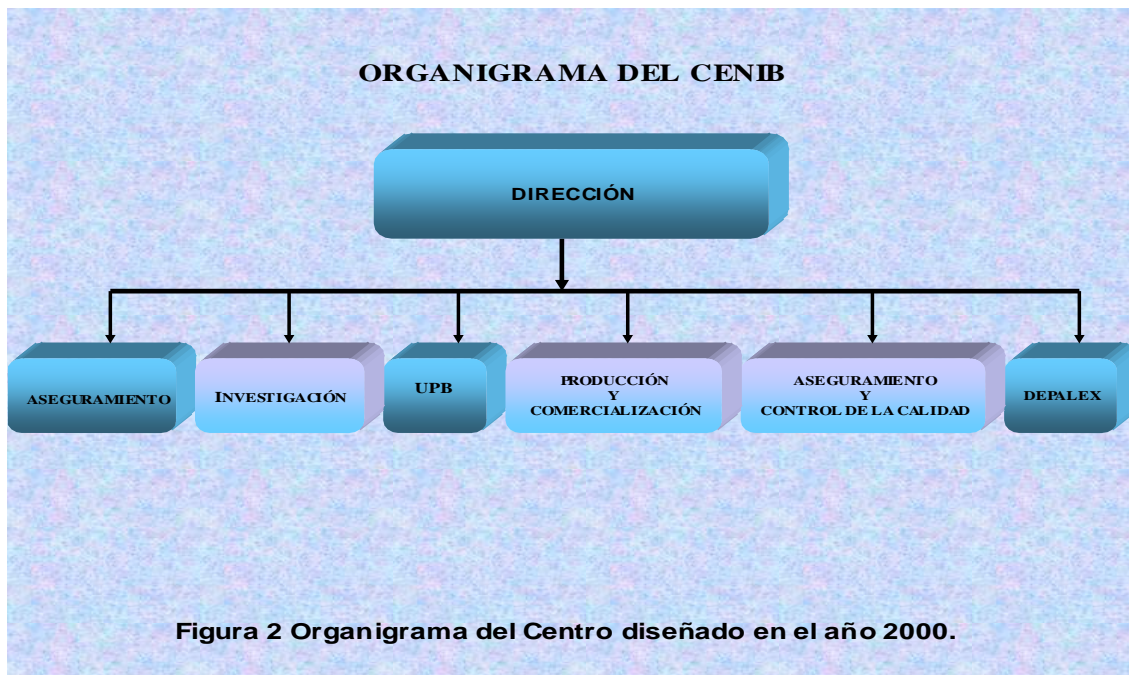 ORGANIGRAMA DEL CENIB
DIRECCIÓN
ASEGURAMIENTO
INVESTIGACIÓN
UPB
PRODUCCIÓN
Y
COMERCIALIZACIÓN
ASEGURAMIENTO
Y
CONTROL DE LA CALIDAD
DEPALEX
Figura 2 Organigrama del Centro diseñado en el año 2000.